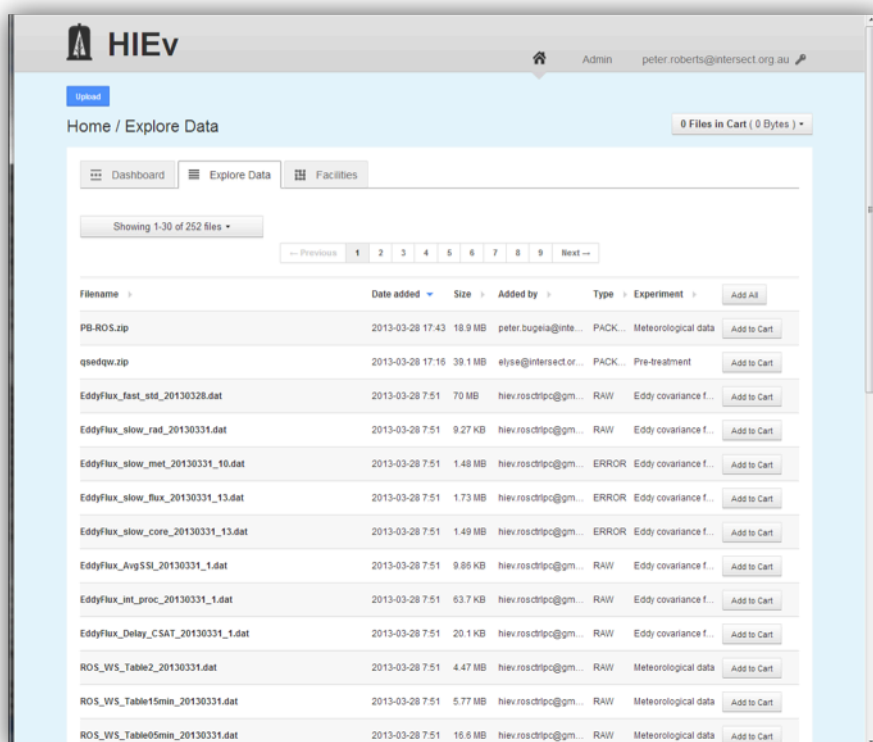 HIEv
Admin peter.roberts@intersect.org.au
Upload
Home / Explore Data
0 Files in Cart ( 0 Bytes )
Dashboard Explore Data Facilities
Showing 1-30 of 252 files
← Previous 1 2 3 4 5 6 7 8 9 Next →
Filename Date added Size Added by Type Experiment Add All
PB-ROS.zip 2013-03-28 17:43 18.9 MB peter.bugeia@inte... PACK... Meteorological data Add to Cart
qsedqw.zip 2013-03-28 17:16 39.1 MB elyse@intersect.or... PACK... Pre-treatment Add to Cart
EddyFlux_fast_std_20130328.dat 2013-03-28 7:51 70 MB hiev.rosctrlpc@gm... RAW Eddy covariance f... Add to Cart
EddyFlux_slow_rad_20130331.dat 2013-03-28 7:51 9.27 KB hiev.rosctrlpc@gm... RAW Eddy covariance f... Add to Cart
EddyFlux_slow_met_20130331_10.dat 2013-03-28 7:51 1.48 MB hiev.rosctrlpc@gm... ERROR Eddy covariance f... Add to Cart
EddyFlux_slow_flux_20130331_13.dat 2013-03-28 7:51 1.73 MB hiev.rosctrlpc@gm... ERROR Eddy covariance f... Add to Cart
EddyFlux_slow_core_20130331_13.dat 2013-03-28 7:51 1.49 MB hiev.rosctrlpc@gm... ERROR Eddy covariance f... Add to Cart
EddyFlux_AvgSSI_20130331_1.dat 2013-03-28 7:51 9.86 KB hiev.rosctrlpc@gm... RAW Eddy covariance f... Add to Cart
EddyFlux_int_proc_20130331_1.dat 2013-03-28 7:51 63.7 KB hiev.rosctrlpc@gm... RAW Eddy covariance f... Add to Cart
EddyFlux_Delay_CSAT_20130331_1.dat 2013-03-28 7:51 20.1 KB hiev.rosctrlpc@gm... RAW Eddy covariance f... Add to Cart
ROS_WS_Table2_20130331.dat 2013-03-28 7:51 4.47 MB hiev.rosctrlpc@gm... RAW Meteorological data Add to Cart
ROS_WS_Table15min_20130331.dat 2013-03-28 7:51 5.77 MB hiev.rosctrlpc@gm... RAW Meteorological data Add to Cart
ROS_WS_Table05min_20130331.dat 2013-03-28 7:51 16.6 MB hiev.rosctrlpc@gm... RAW Meteorological data Add to Cart